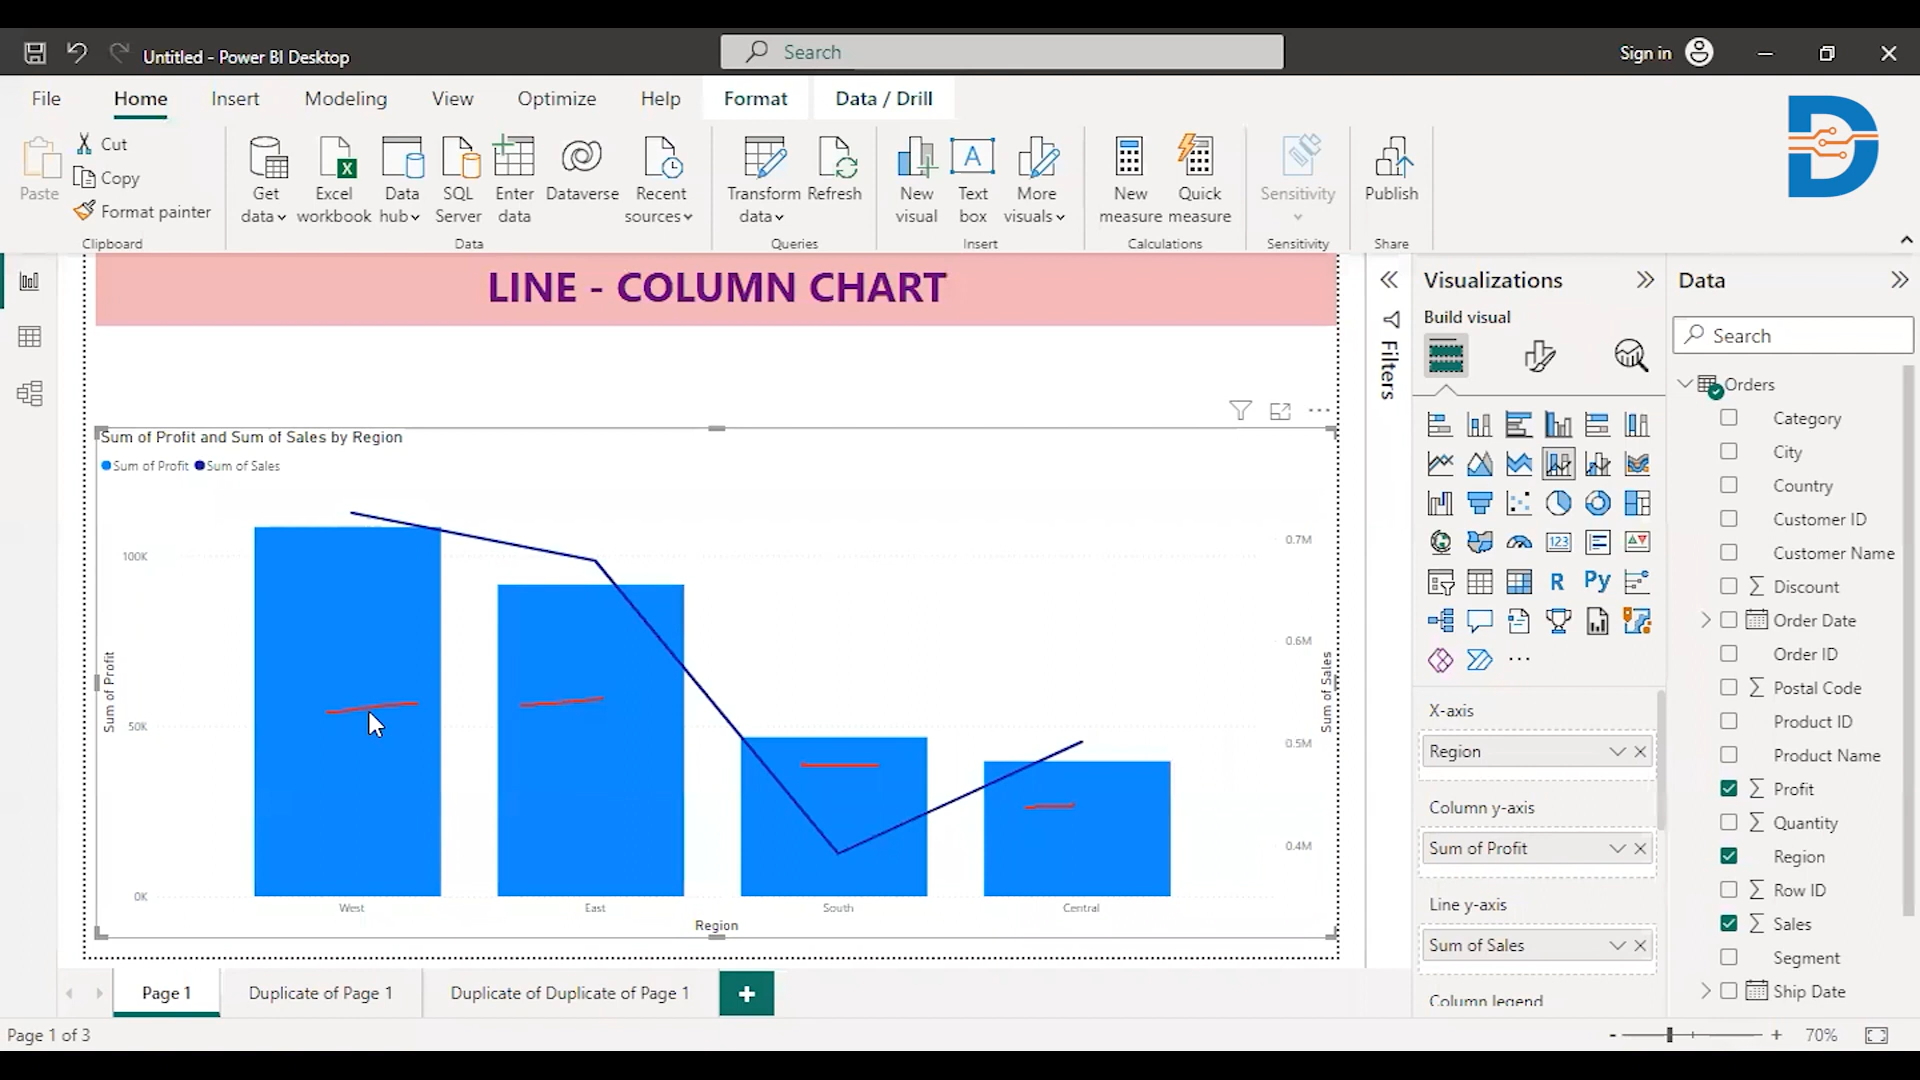 Untitled - Power BI Desktop
Search
Sign in
File
Home
Insert
Modeling
View
Optimize
Help
Format
Data / Drill
Paste
Cut
Copy
Format painter
Clipboard
Get data
Excel workbook
Data hub
SQL Server
Enter data
Dataverse
Recent sources
Data
Transform data
Refresh
Queries
New visual
Text box
More visuals
Insert
New measure
Quick measure
Calculations
Sensitivity
Sensitivity
Publish
Share
D
LINE - COLUMN CHART
Sum of Profit and Sum of Sales by Region
Sum of Profit
Sum of Sales
100K
50K
0K
Sum of Profit
0.7M
0.6M
0.5M
0.4M
Sum of Sales
West
East
South
Central
Region
Filters
Visualizations
Build visual
123
R
Py
X-axis
Region
Column y-axis
Sum of Profit
Line y-axis
Sum of Sales
Column legend
Data
Search
Orders
Category
City
Country
Customer ID
Customer Name
Discount
Order Date
Order ID
Postal Code
Product ID
Product Name
Profit
Quantity
Region
Row ID
Sales
Segment
Ship Date
Page 1
Duplicate of Page 1
Duplicate of Duplicate of Page 1
Page 1 of 3
70%